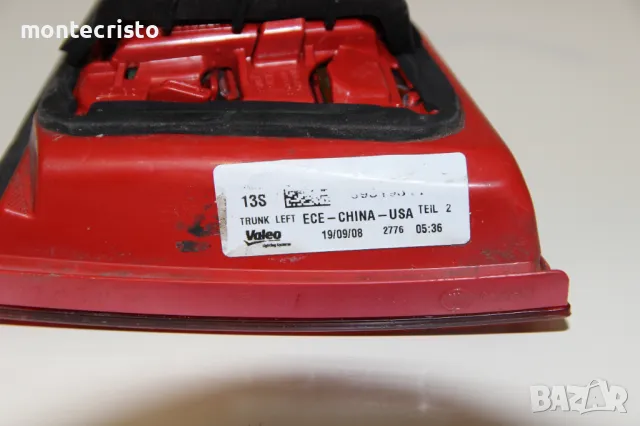 montecristo
13S
TRUNK LEFT ECE-CHINA-USA TEIL 2
Valeo 19/09/08 2776 05:36
BAZAR